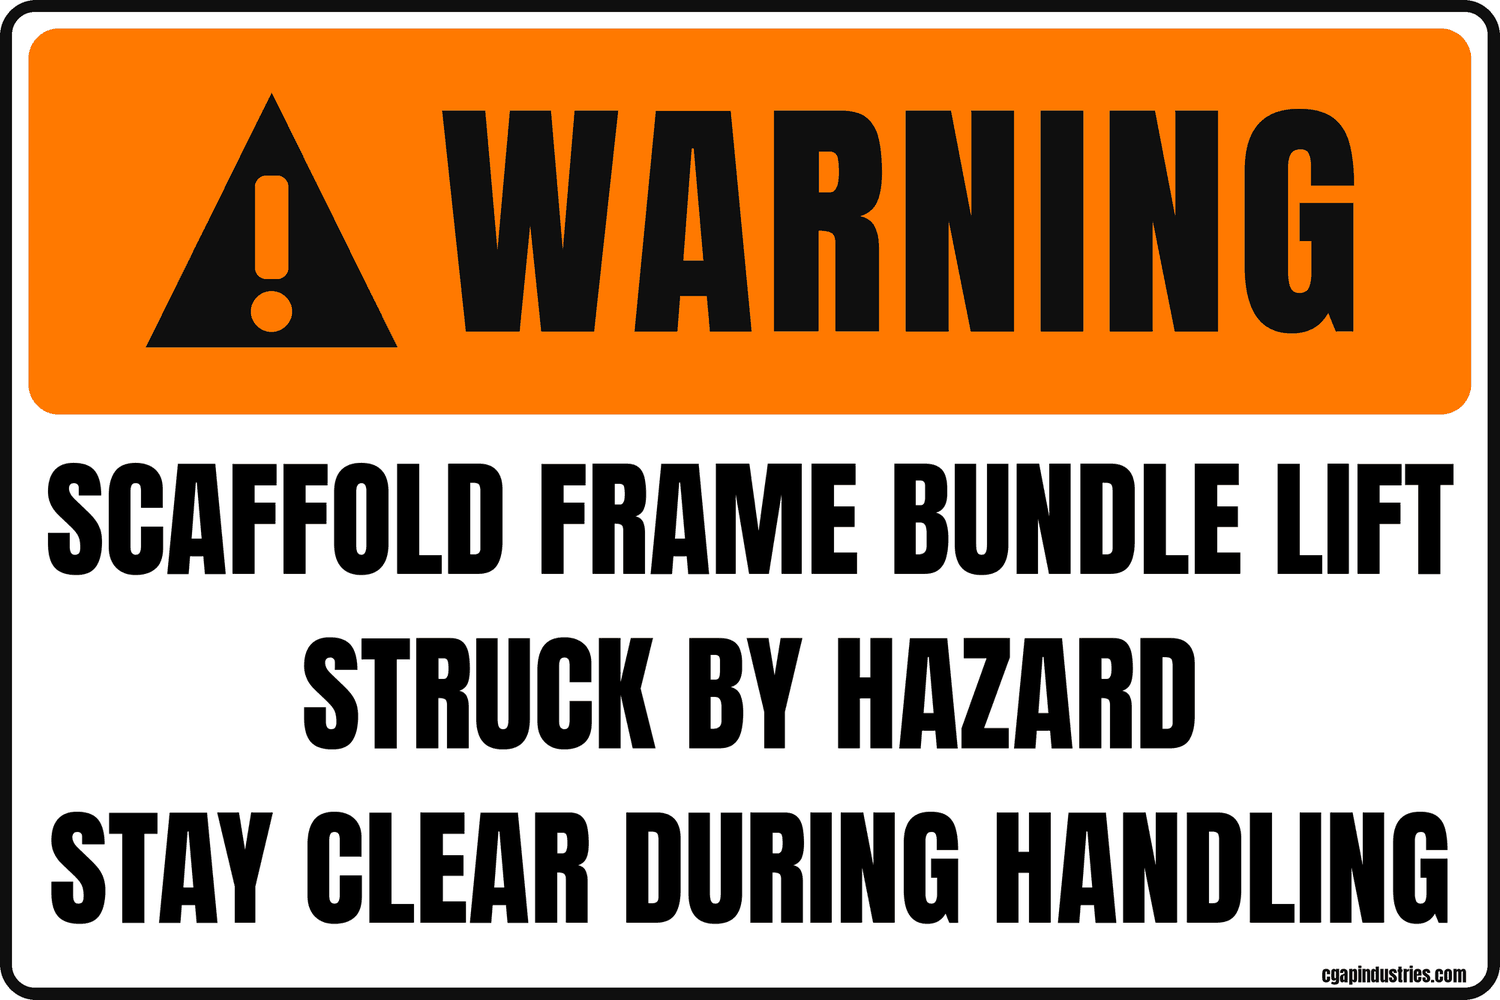 WARNING
SCAFFOLD FRAME BUNDLE LIFT
STRUCK BY HAZARD
STAY CLEAR DURING HANDLING
cgapindustries.com